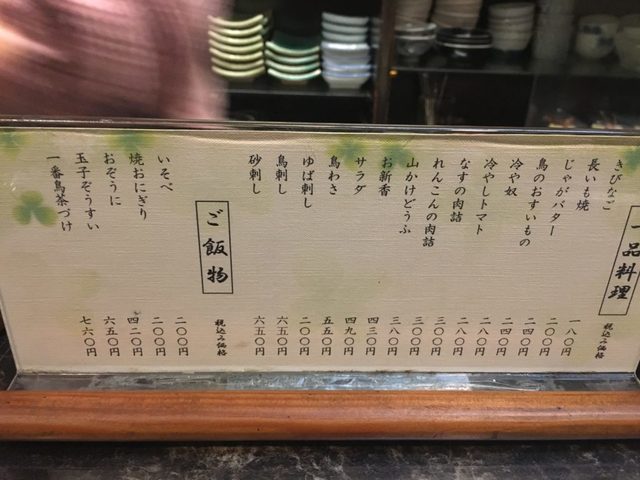 一品料理 税込み価格
きびなご 一八〇円
長いも焼 二〇〇円
じゃがバター 二四〇円
鳥のおすいもの 二四〇円
冷や奴 二八〇円
冷やしトマト 二八〇円
なすの肉詰 三〇〇円
れんこんの肉詰 三八〇円
山かけどうふ 三八〇円
お新香 四三〇円
サラダ 四九〇円
鳥わさ 五五〇円
ゆば刺し 二〇〇円
鳥刺し 六五〇円
砂刺し 六五〇円
ご飯物 税込み価格
いそべ 二〇〇円
焼おにぎり 二〇〇円
おぞうに 四二〇円
玉子ぞうすい 六五〇円
一番鳥茶づけ 七六〇円